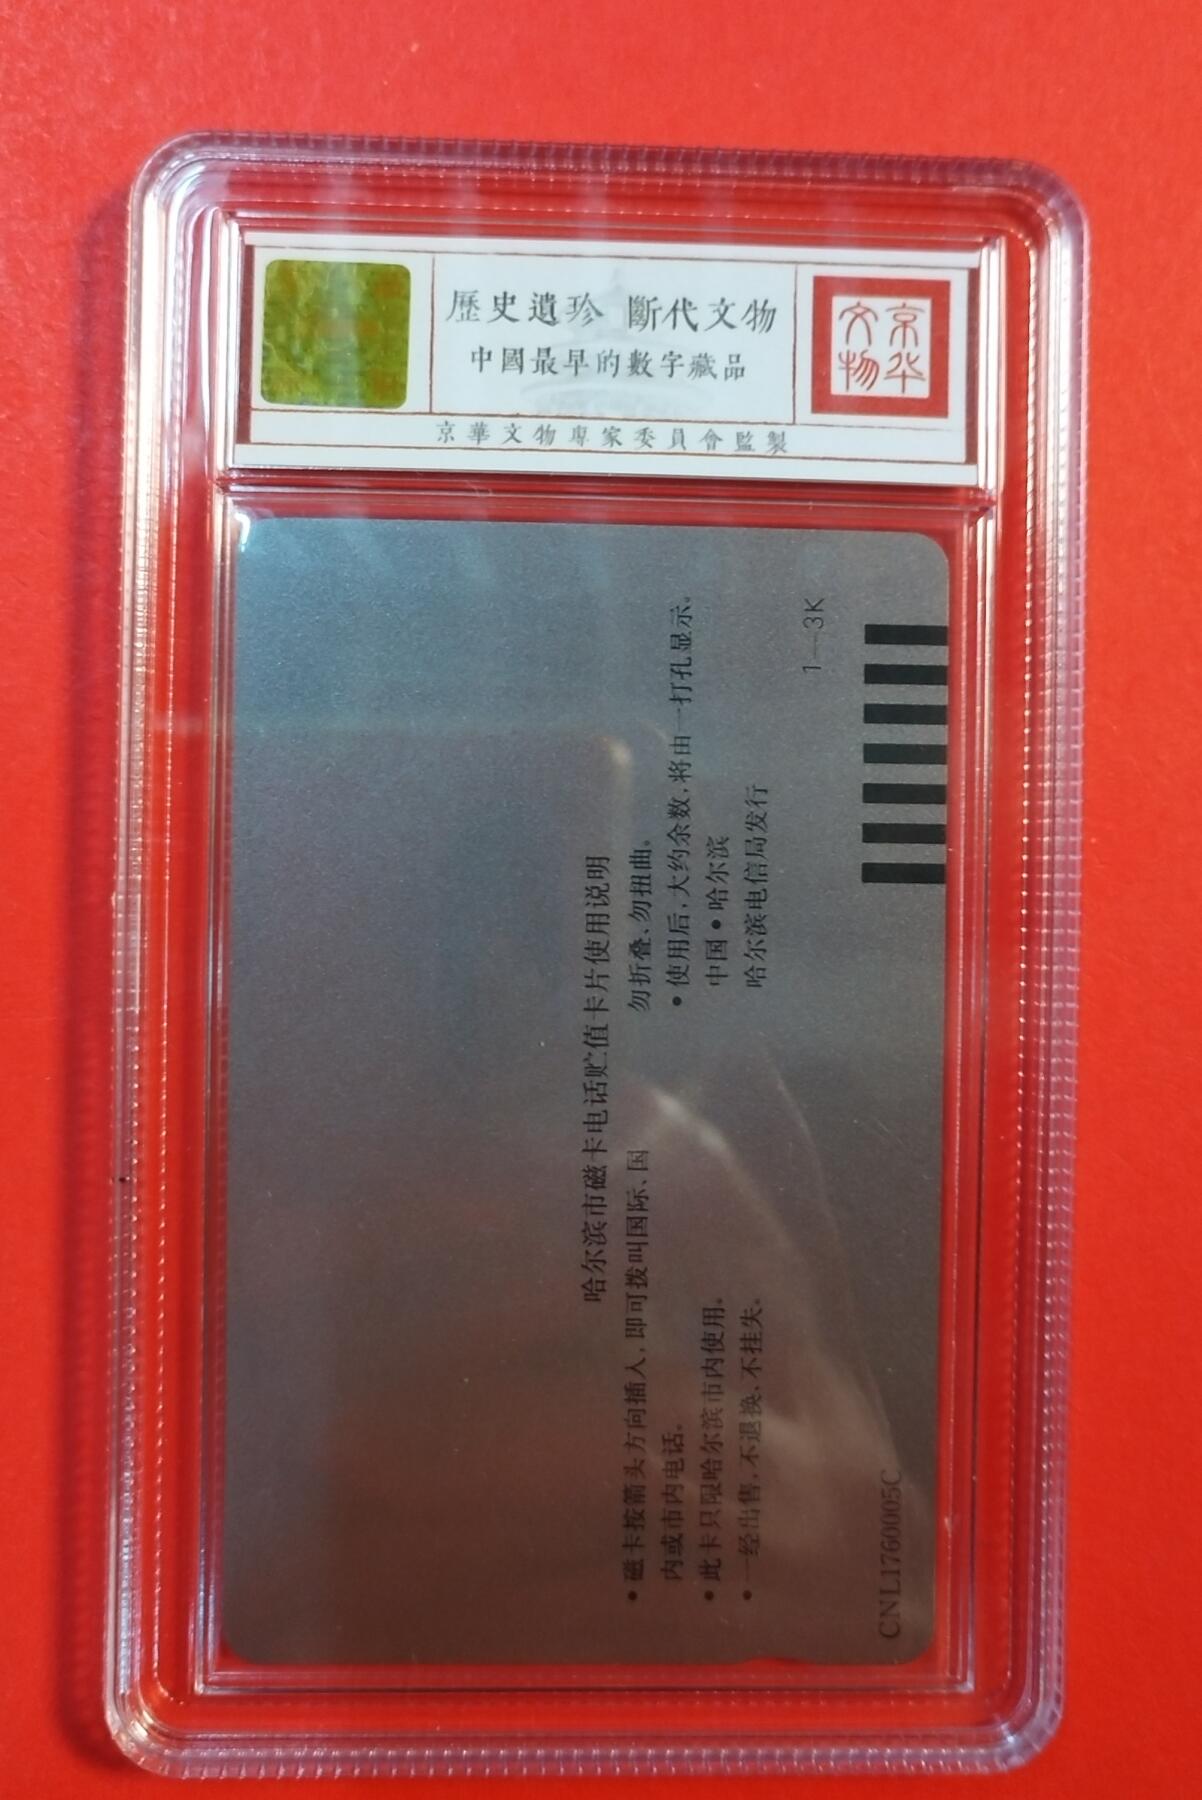 歷史遺珍 斷代文物
中國最早的數字藏品
京華文物專家委員會監製
京华
文物
哈尔滨市磁卡电话贮值卡片使用说明
•磁卡按箭头方向插入,即可拨叫国际、国
内或市内电话。
•此卡只限哈尔滨市内使用。
•一经出售,不退换,不挂失。
勿折叠、勿扭曲。
•使用后,大约余数,将由一打孔显示。
中国•哈尔滨
哈尔滨电信局发行
1—3K
CNL1760005C